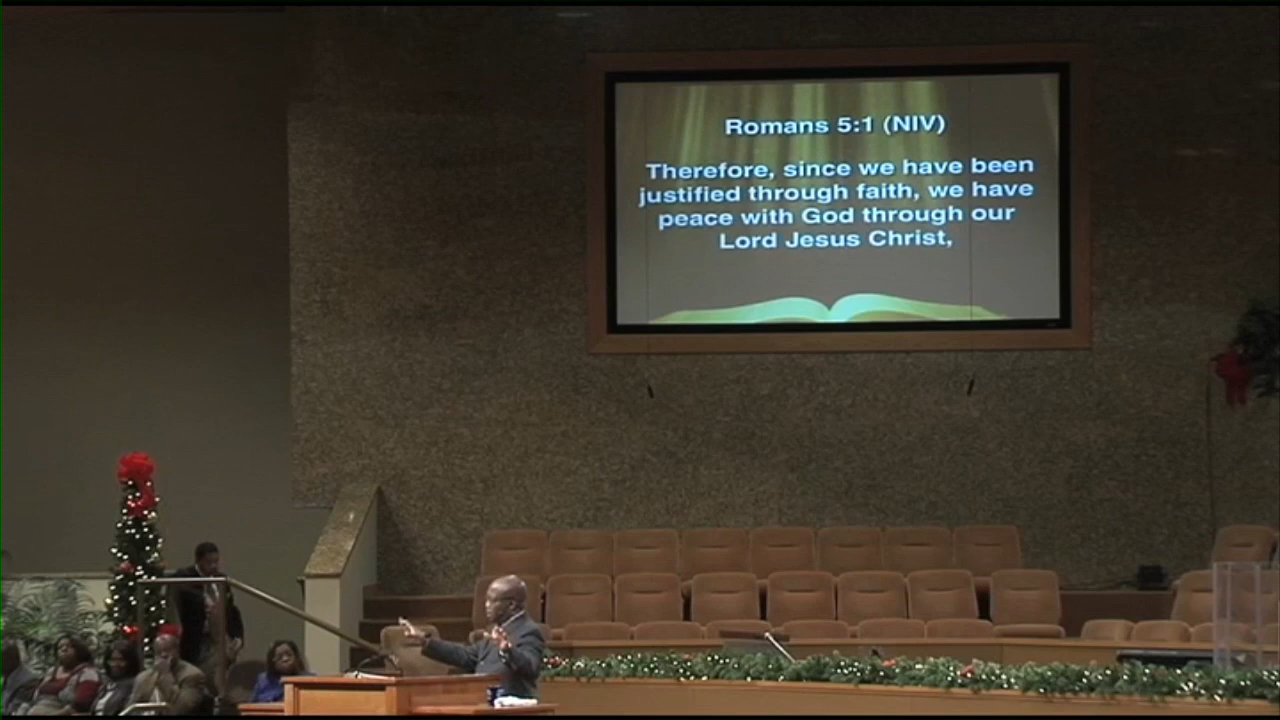 Romans 5:1 (NIV)
Therefore, since we have been
justified through faith, we have
peace with God through our
Lord Jesus Christ,